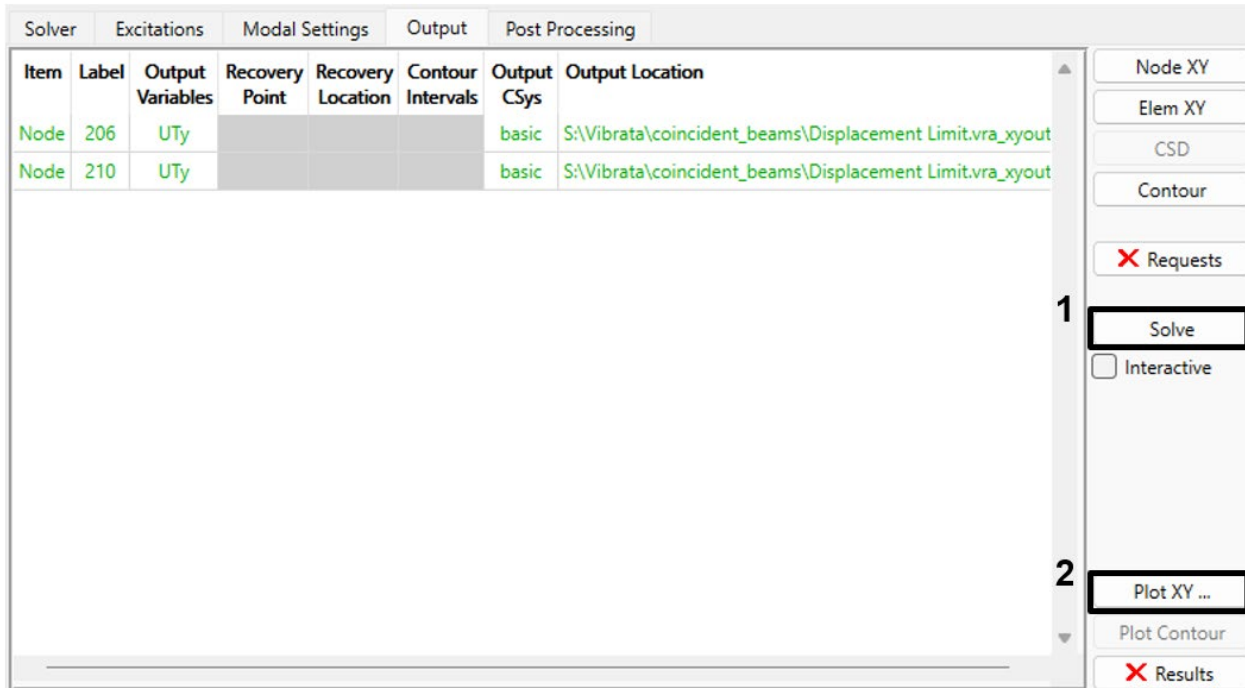 Solver Excitations Modal Settings Output Post Processing
Item Label Output Variables Recovery Point Recovery Location Contour Intervals Output CSys Output Location
Node 206 UTy basic S:\Vibrata\coincident_beams\Displacement Limit.vra_xyout
Node 210 UTy basic S:\Vibrata\coincident_beams\Displacement Limit.vra_xyout
Node XY
Elem XY
CSD
Contour
Requests
1
Solve
Interactive
2
Plot XY ...
Plot Contour
Results